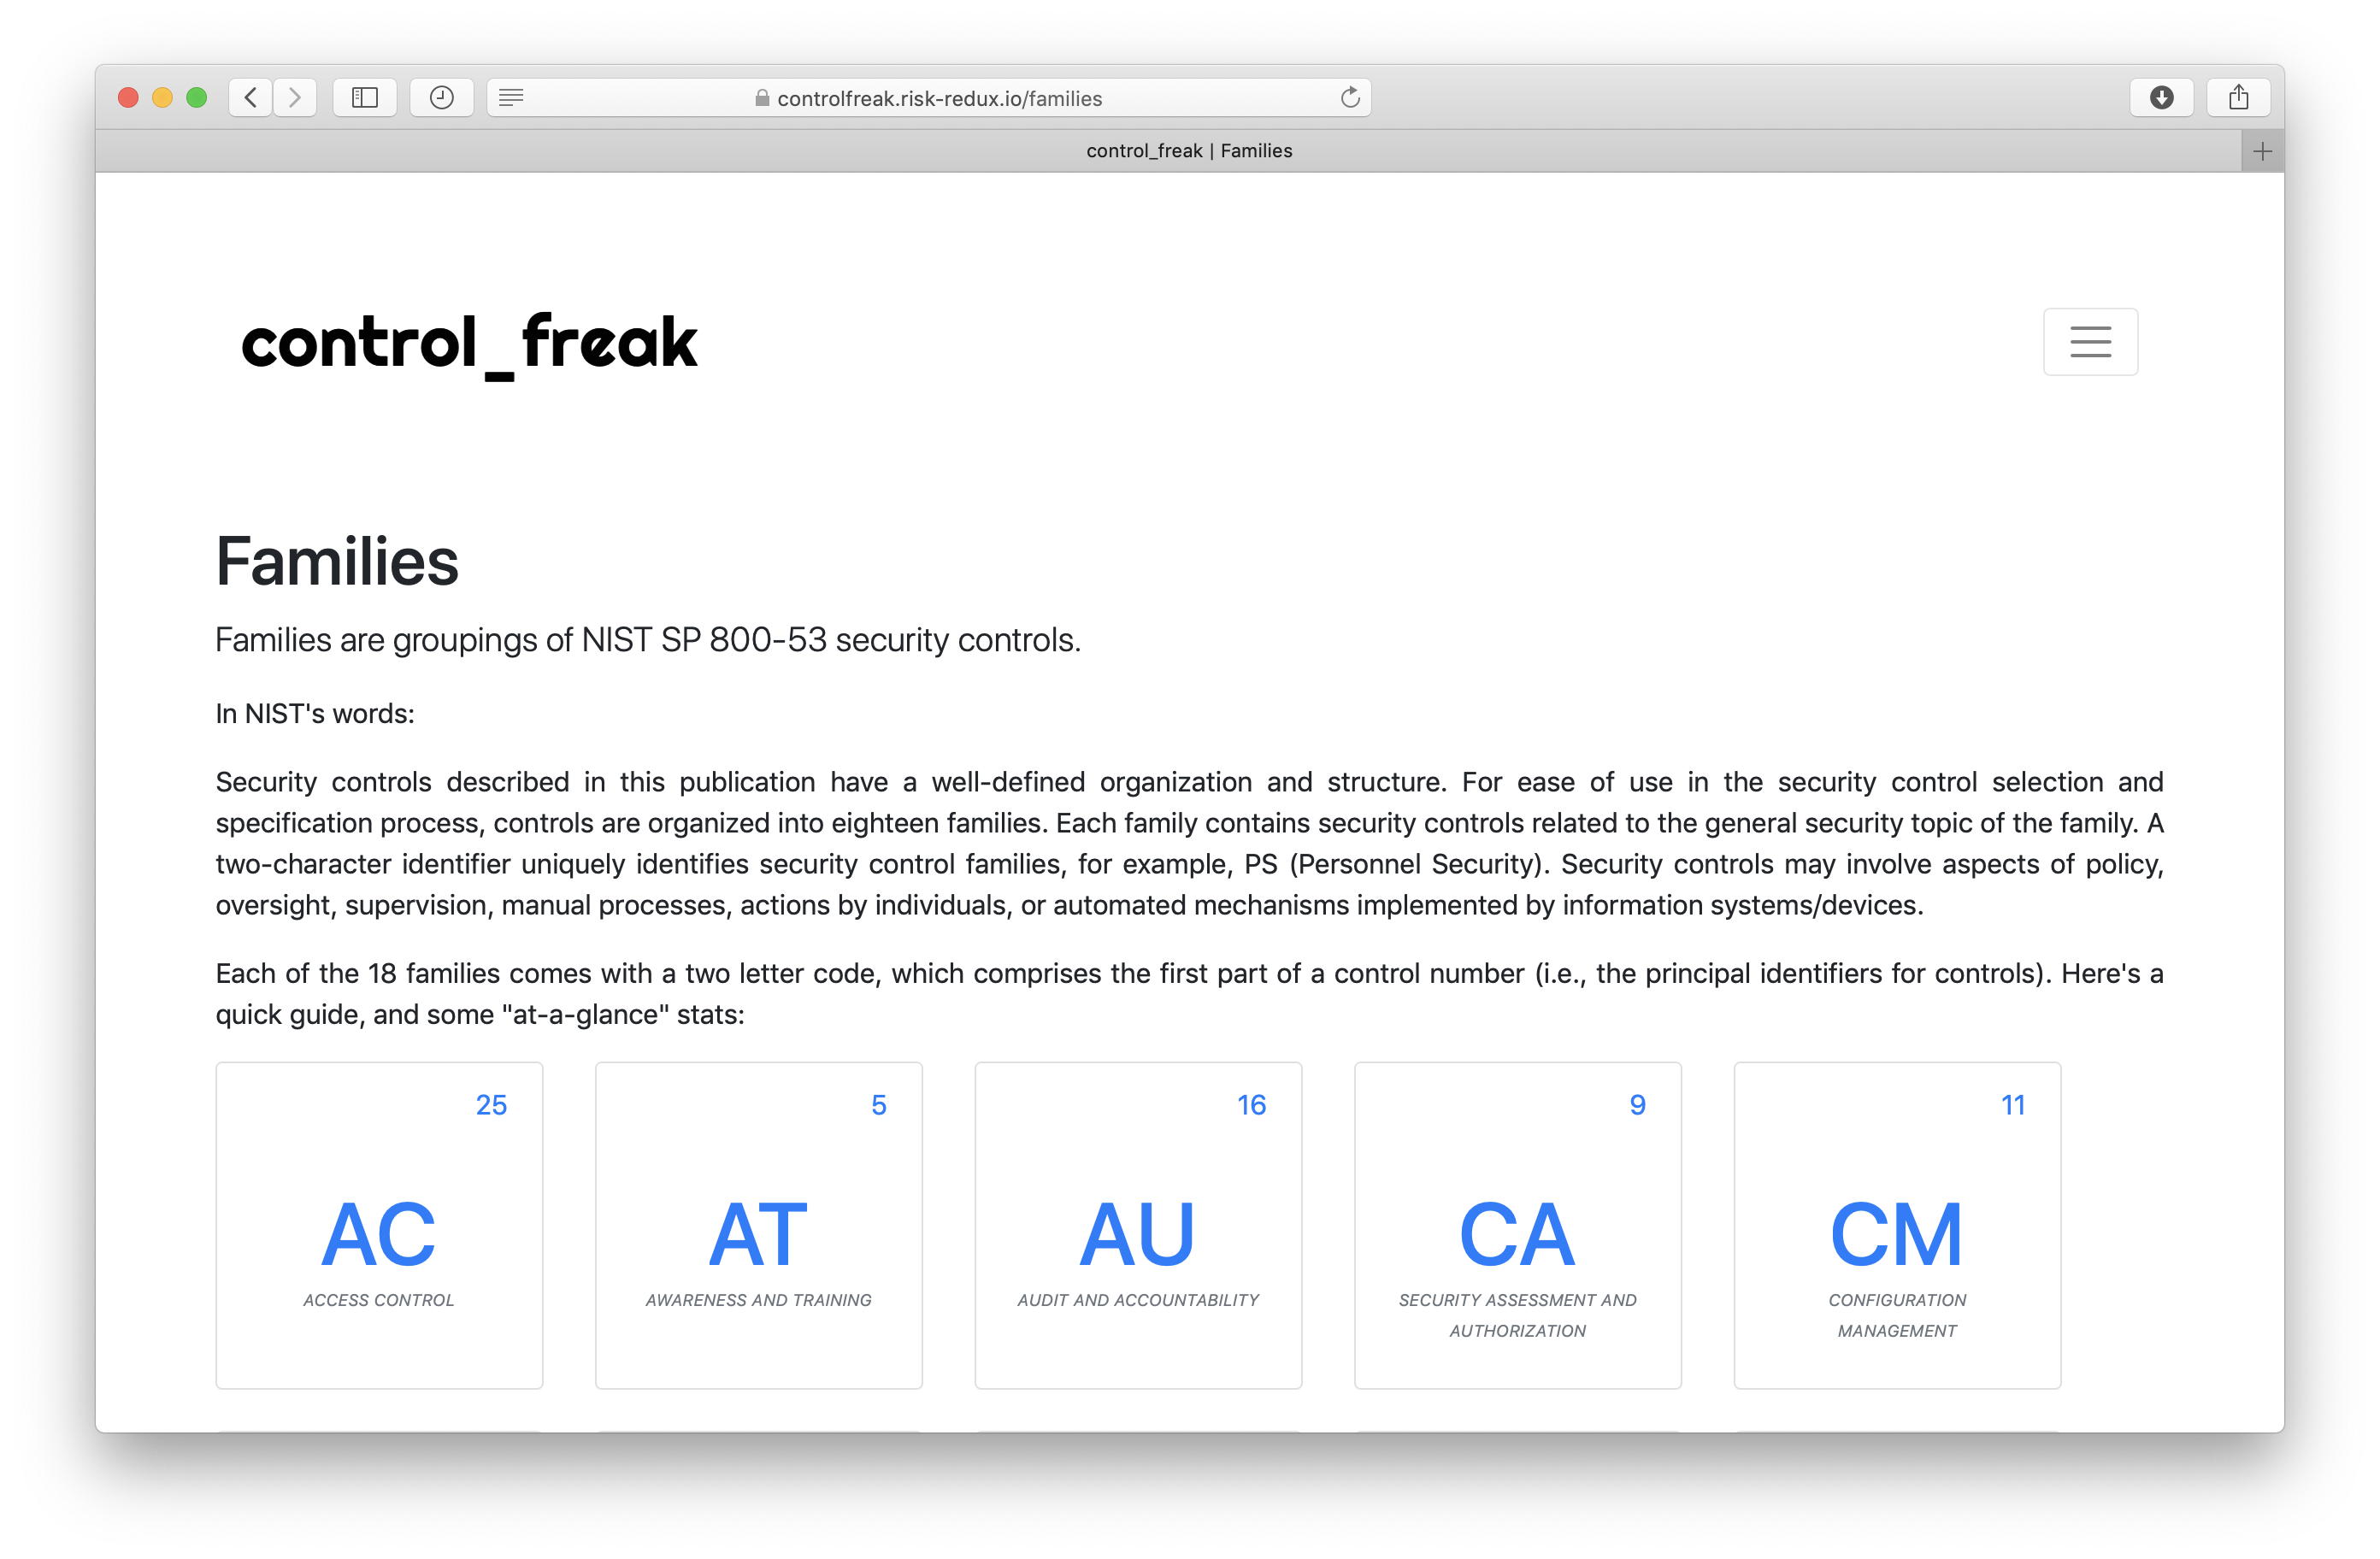 controlfreak.risk-redux.io/families
control_freak | Families
control_freak
Families
Families are groupings of NIST SP 800-53 security controls.
In NIST's words:
Security controls described in this publication have a well-defined organization and structure. For ease of use in the security control selection and
specification process, controls are organized into eighteen families. Each family contains security controls related to the general security topic of the family. A
two-character identifier uniquely identifies security control families, for example, PS (Personnel Security). Security controls may involve aspects of policy,
oversight, supervision, manual processes, actions by individuals, or automated mechanisms implemented by information systems/devices.
Each of the 18 families comes with a two letter code, which comprises the first part of a control number (i.e., the principal identifiers for controls). Here's a
quick guide, and some "at-a-glance" stats:
25
AC
ACCESS CONTROL
5
AT
AWARENESS AND TRAINING
16
AU
AUDIT AND ACCOUNTABILITY
9
CA
SECURITY ASSESSMENT AND
AUTHORIZATION
11
CM
CONFIGURATION
MANAGEMENT